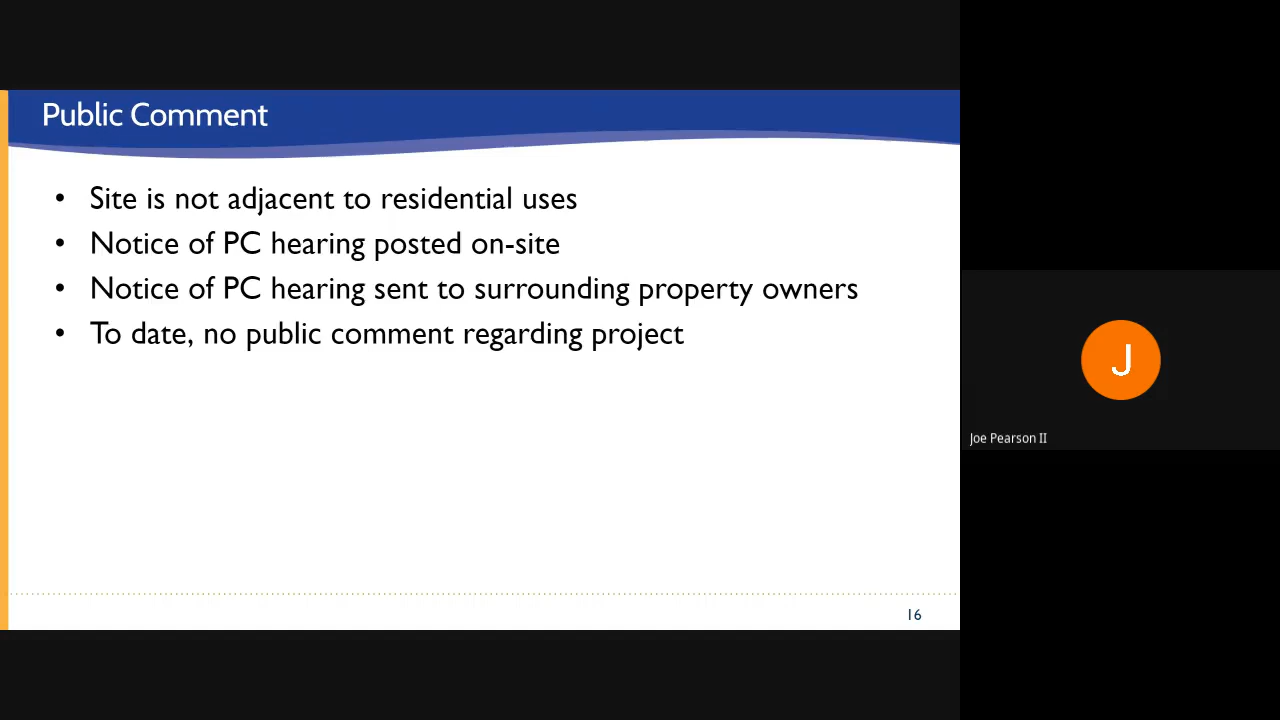 Public Comment
• Site is not adjacent to residential uses
• Notice of PC hearing posted on-site
• Notice of PC hearing sent to surrounding property owners
• To date, no public comment regarding project
16
J
Joe Pearson II